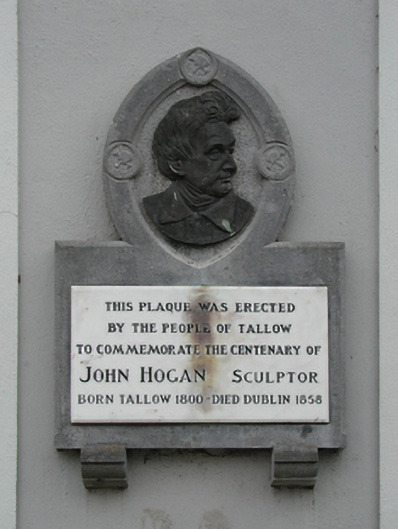 THIS PLAQUE WAS ERECTED
BY THE PEOPLE OF TALLOW
TO COMMEMORATE THE CENTENARY OF
JOHN HOGAN SCULPTOR
BORN TALLOW 1800 - DIED DUBLIN 1858